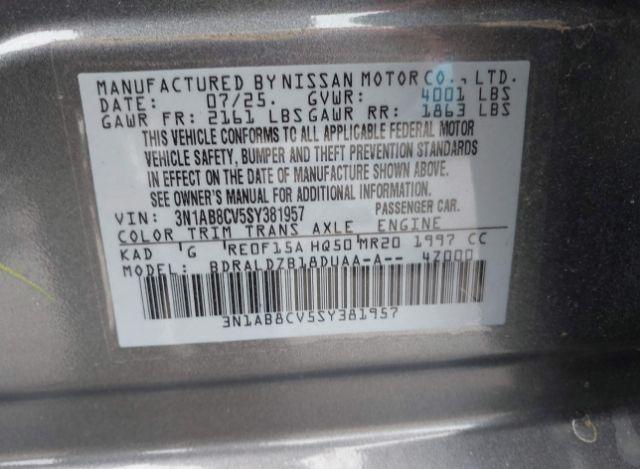 MANUFACTURED BY NISSAN MOTOR CO., LTD.
DATE: 07/25. GVWR: 4001 LBS
GAWR FR: 2161 LBS GAWR RR: 1863 LBS
THIS VEHICLE CONFORMS TO ALL APPLICABLE FEDERAL MOTOR
VEHICLE SAFETY, BUMPER AND THEFT PREVENTION STANDARDS
IN EFFECT ON THE DATE OF MANUFACTURE SHOWN ABOVE.
SEE OWNER'S MANUAL FOR ADDITIONAL INFORMATION.
VIN: 3N1AB8CV5SY381957 PASSENGER CAR.
COLOR TRIM TRANS AXLE ENGINE
KAD G RE0F15A HQ50 MR20 1997 CC
MODEL: BDRALDZB18DUAA-A-- 4Z000
3N1AB8CV5SY381957